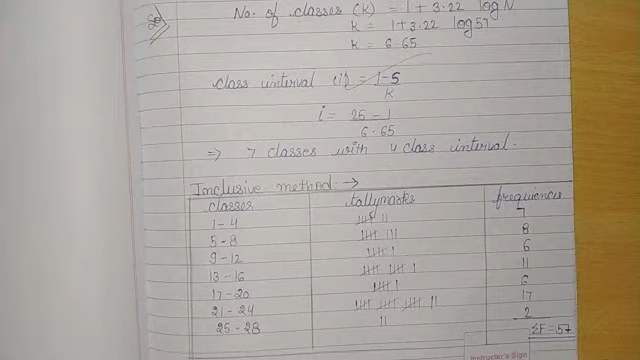 No. of classes (K) = 1 + 3.22 log N
K = 1 + 3.22 log 57
K = 6.65
Class interval (i) = l-s / K
i = 25 - 1 / 6.65
⇒ 7 classes with 4 class interval.
Inclusive method →
classes tallymarks frequencies
1 - 4 |||| || 7
5 - 8 |||| ||| 8
9 - 12 |||| | 6
13 - 16 |||| |||| | 11
17 - 20 |||| | 6
21 - 24 |||| |||| |||| || 17
25 - 28 || 2
ΣF = 57
Instructor's Sign